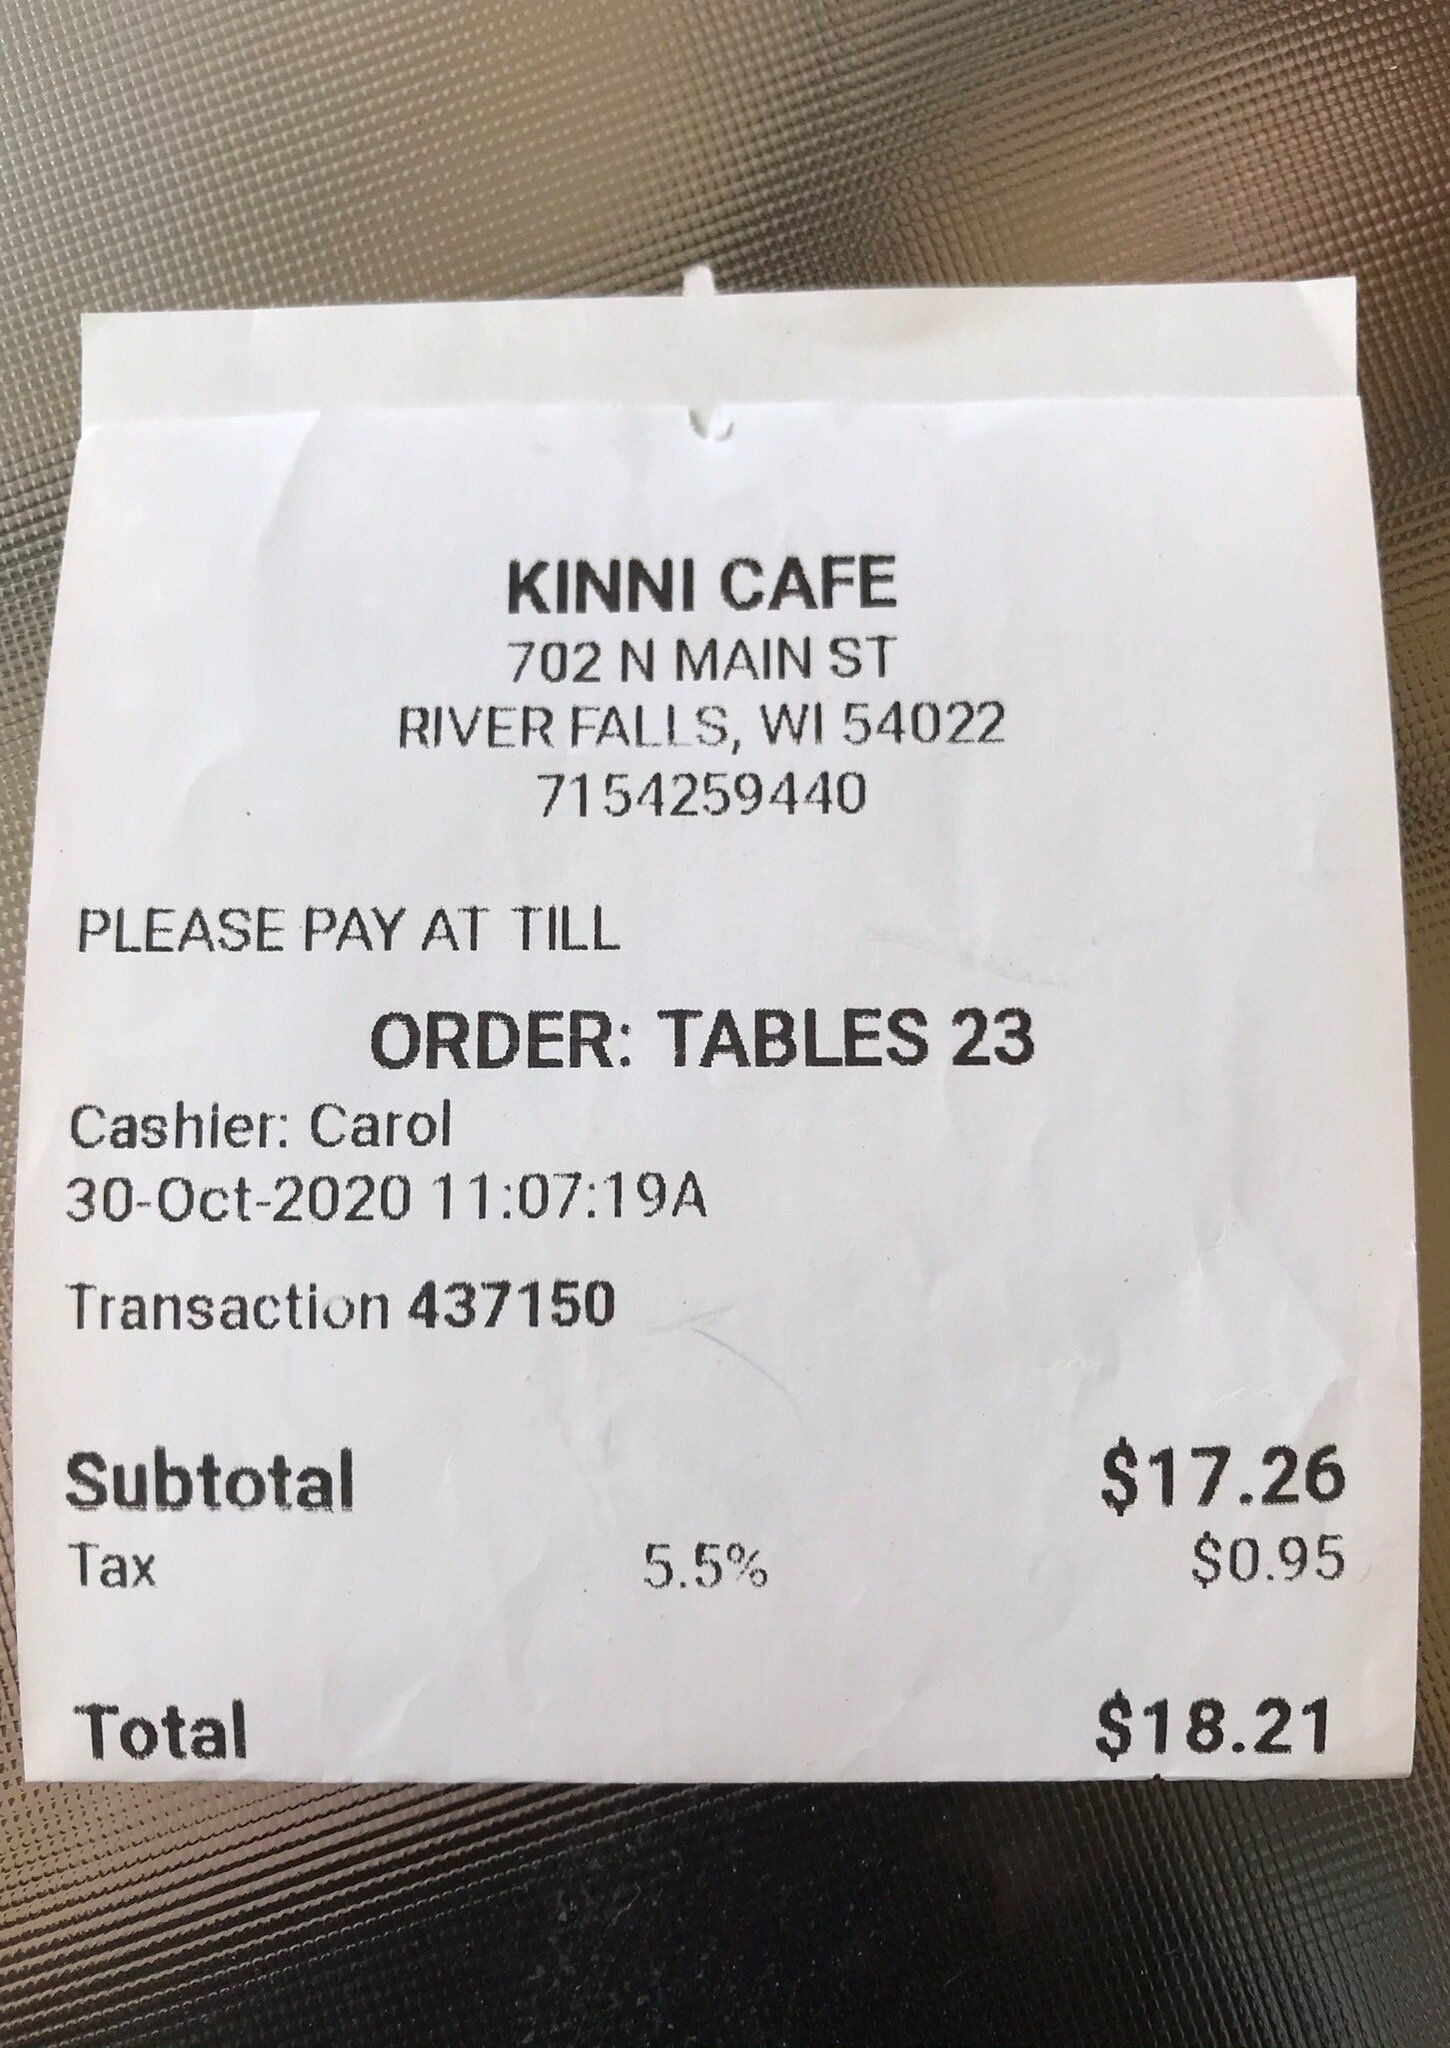 KINNI CAFE
702 N MAIN ST
RIVER FALLS, WI 54022
7154259440
PLEASE PAY AT TILL
ORDER: TABLES 23
Cashier: Carol
30-Oct-2020 11:07:19A
Transaction 437150
Subtotal $17.26
Tax 5.5% $0.95
Total $18.21